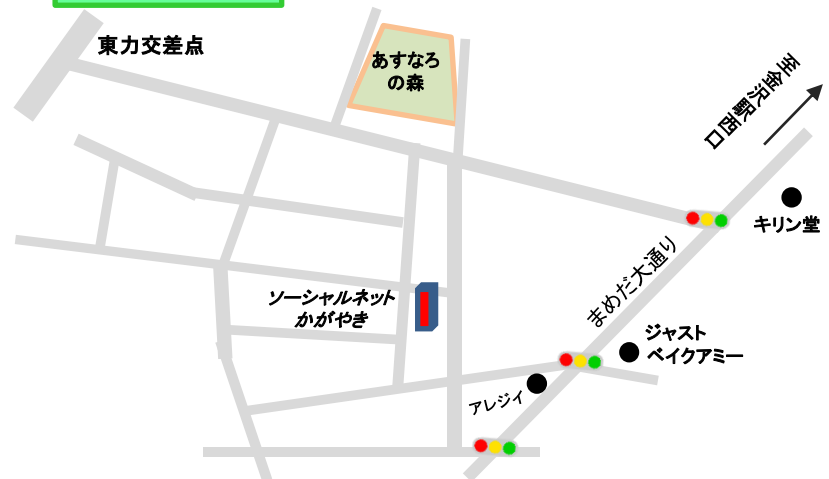 東力交差点
あすなろ
の森
至金沢駅西口
キリン堂
まめだ大通り
ソーシャルネット
かがやき
ジャスト
ベイクアミー
アレジィ